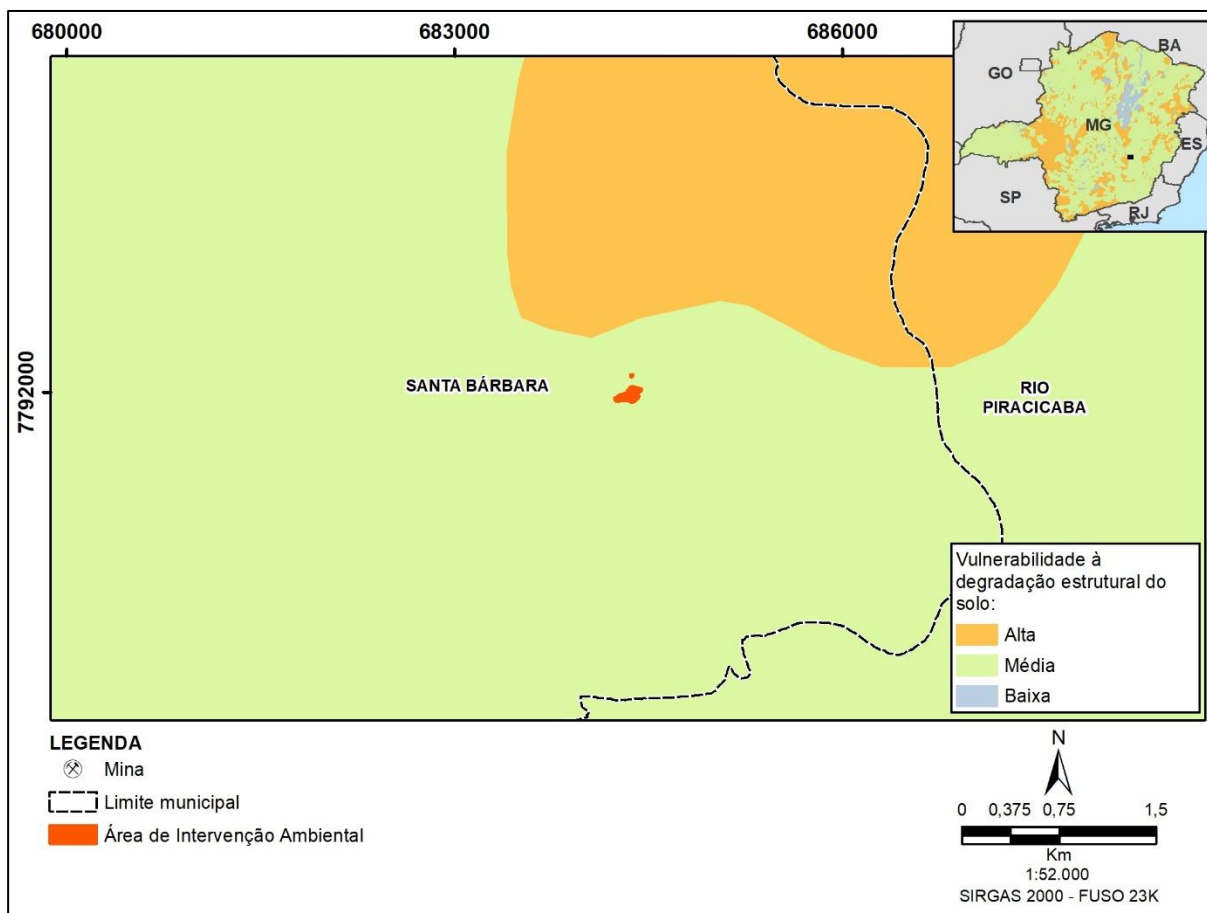 680000
683000
686000
7792000
GO
BA
MG
ES
SP
RJ
SANTA BÁRBARA
RIO
PIRACICABA
Vulnerabilidade à
degradação estrutural do
solo:
Alta
Média
Baixa
LEGENDA
Mina
Limite municipal
Área de Intervenção Ambiental
N
0 0,375 0,75 1,5
Km
1:52.000
SIRGAS 2000 - FUSO 23K